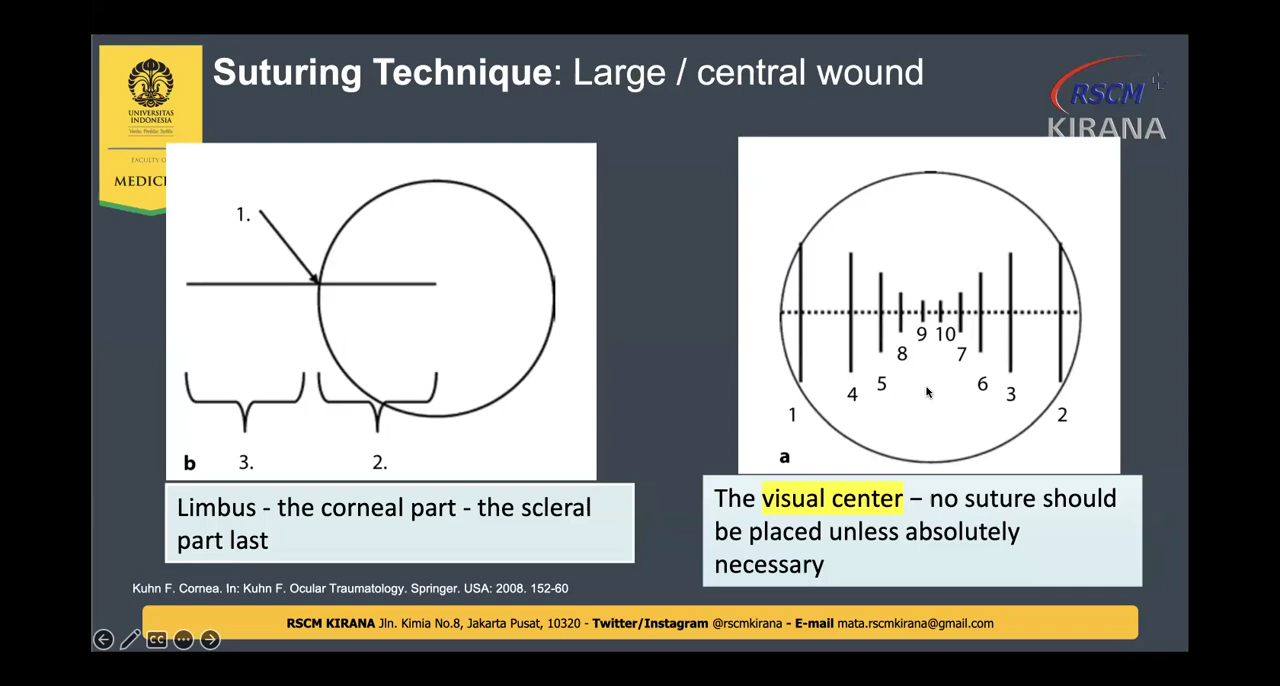 Suturing Technique: Large / central wound
UNIVERSITAS
INDONESIA
FACULTY O
MEDICI
RSCM
KIRANA
1.
3.
2.
b
1
4
5
8
9
10
7
6
3
2
a
Limbus - the corneal part - the scleral
part last
The visual center – no suture should
be placed unless absolutely
necessary
Kuhn F. Cornea. In: Kuhn F. Ocular Traumatology. Springer. USA: 2008. 152-60
RSCM KIRANA Jln. Kimia No.8, Jakarta Pusat, 10320 - Twitter/Instagram @rscmkirana - E-mail mata.rscmkirana@gmail.com
CC